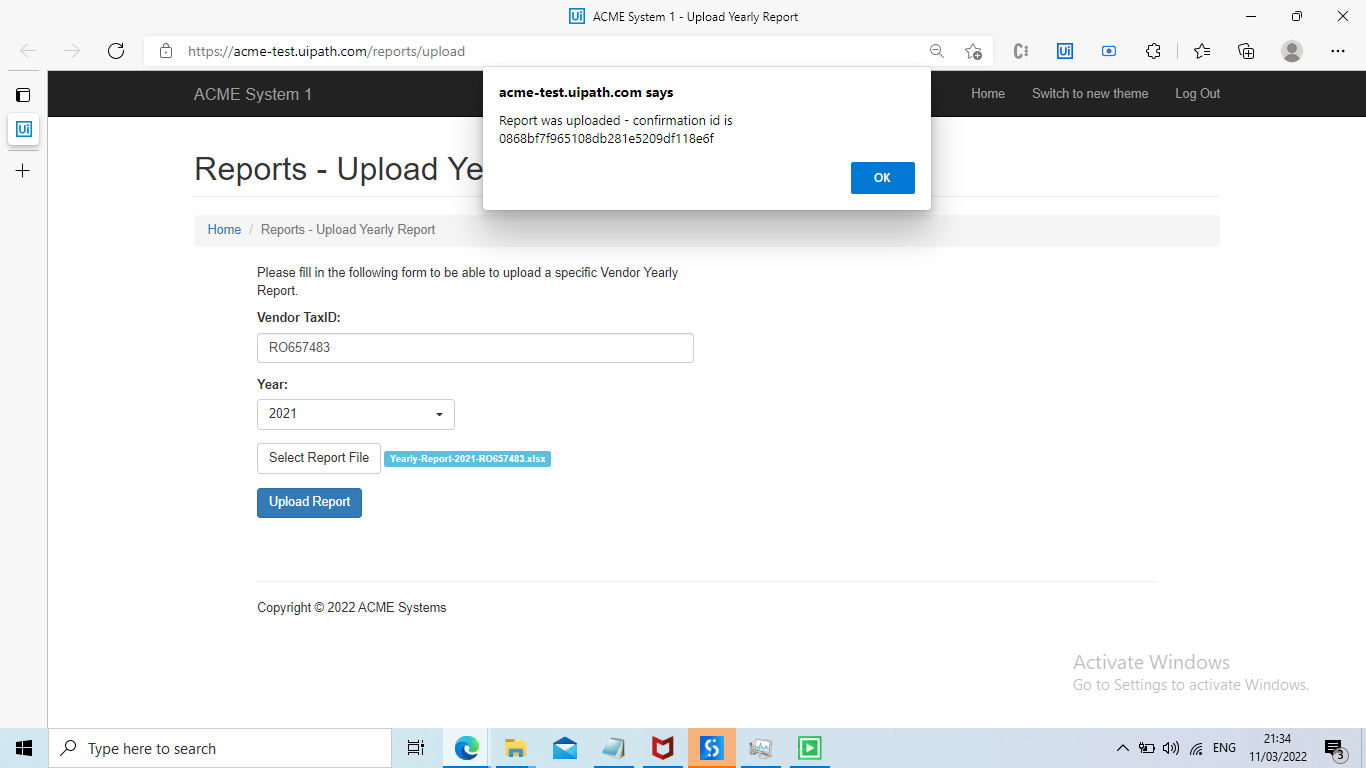 ACME System 1 - Upload Yearly Report
https://acme-test.uipath.com/reports/upload
acme-test.uipath.com says
Report was uploaded - confirmation id is
0868bf7f965108db281e5209df118e6f
OK
ACME System 1
Home Switch to new theme Log Out
Reports - Upload Ye
Home / Reports - Upload Yearly Report
Please fill in the following form to be able to upload a specific Vendor Yearly
Report.
Vendor TaxID:
RO657483
Year:
2021
Select Report File Yearly-Report-2021-RO657483.xlsx
Upload Report
Copyright © 2022 ACME Systems
Activate Windows
Go to Settings to activate Windows.
Type here to search
ENG
21:34
11/03/2022
3